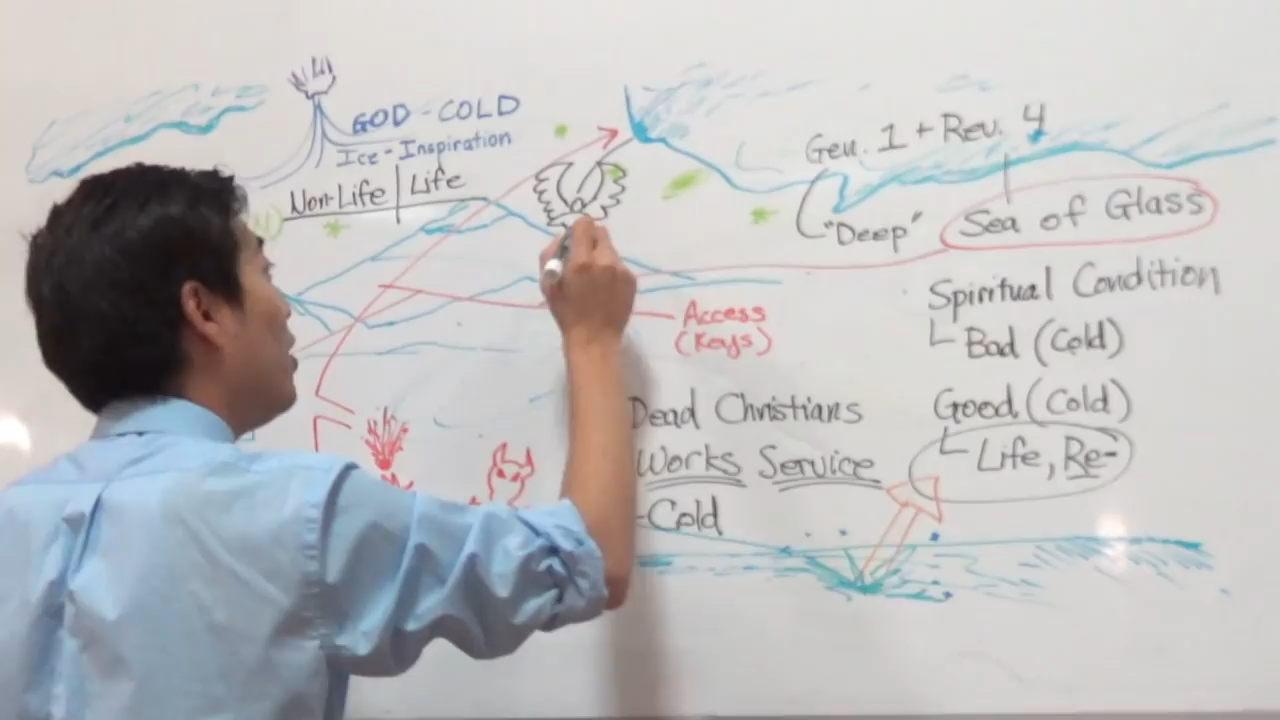 GOD - COLD
Ice - Inspiration
Non-Life | Life
Gen. 1 + Rev. 4
"Deep"
Sea of Glass
Access
(Keys)
Spiritual Condition
Bad (Cold)
Good (Cold)
Life, Re-
Dead Christians
Works Service
-Cold